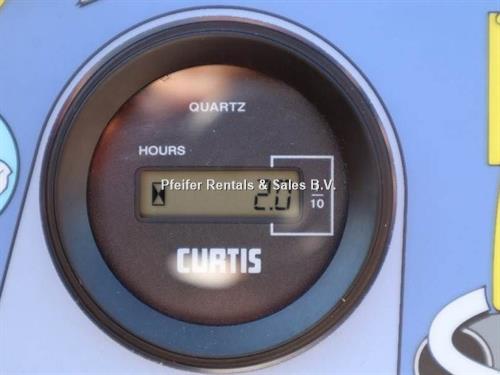 QUARTZ
HOURS
Pfeifer Rentals & Sales B.V.
2.0
10
CURTIS